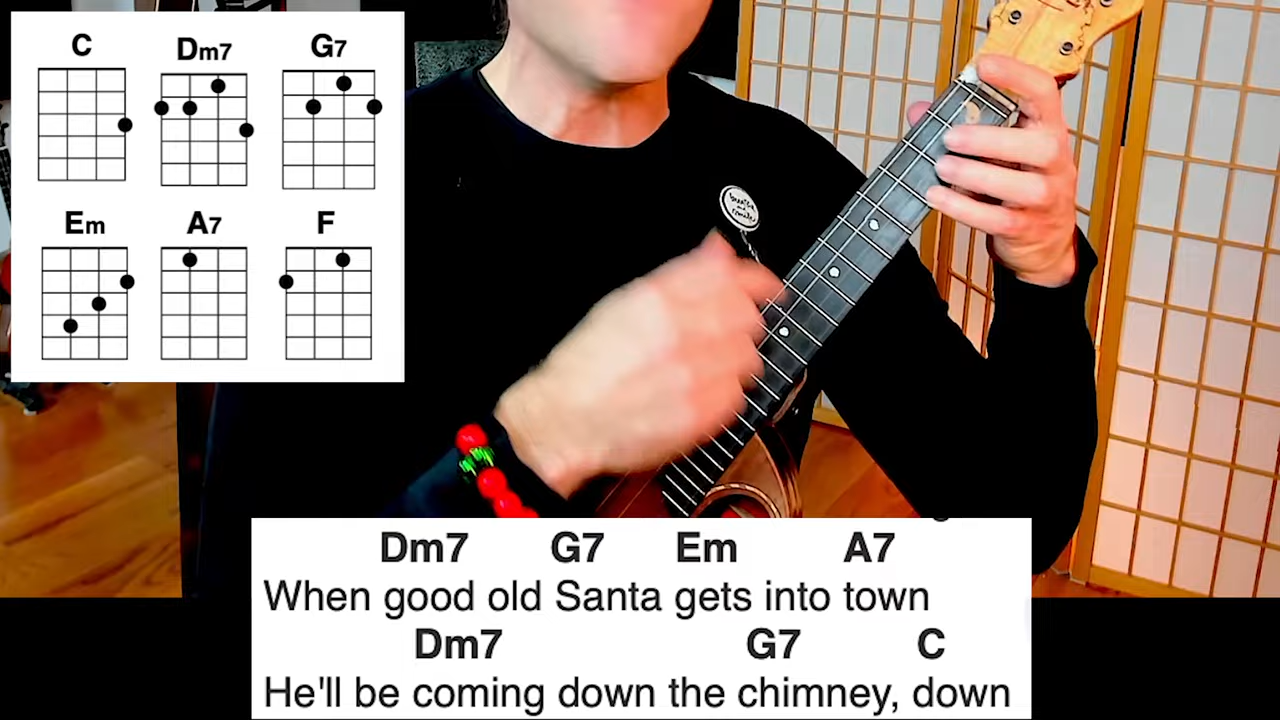 C Dm7 G7
Em A7 F
Dm7 G7 Em A7
When good old Santa gets into town
Dm7 G7 C
He'll be coming down the chimney, down